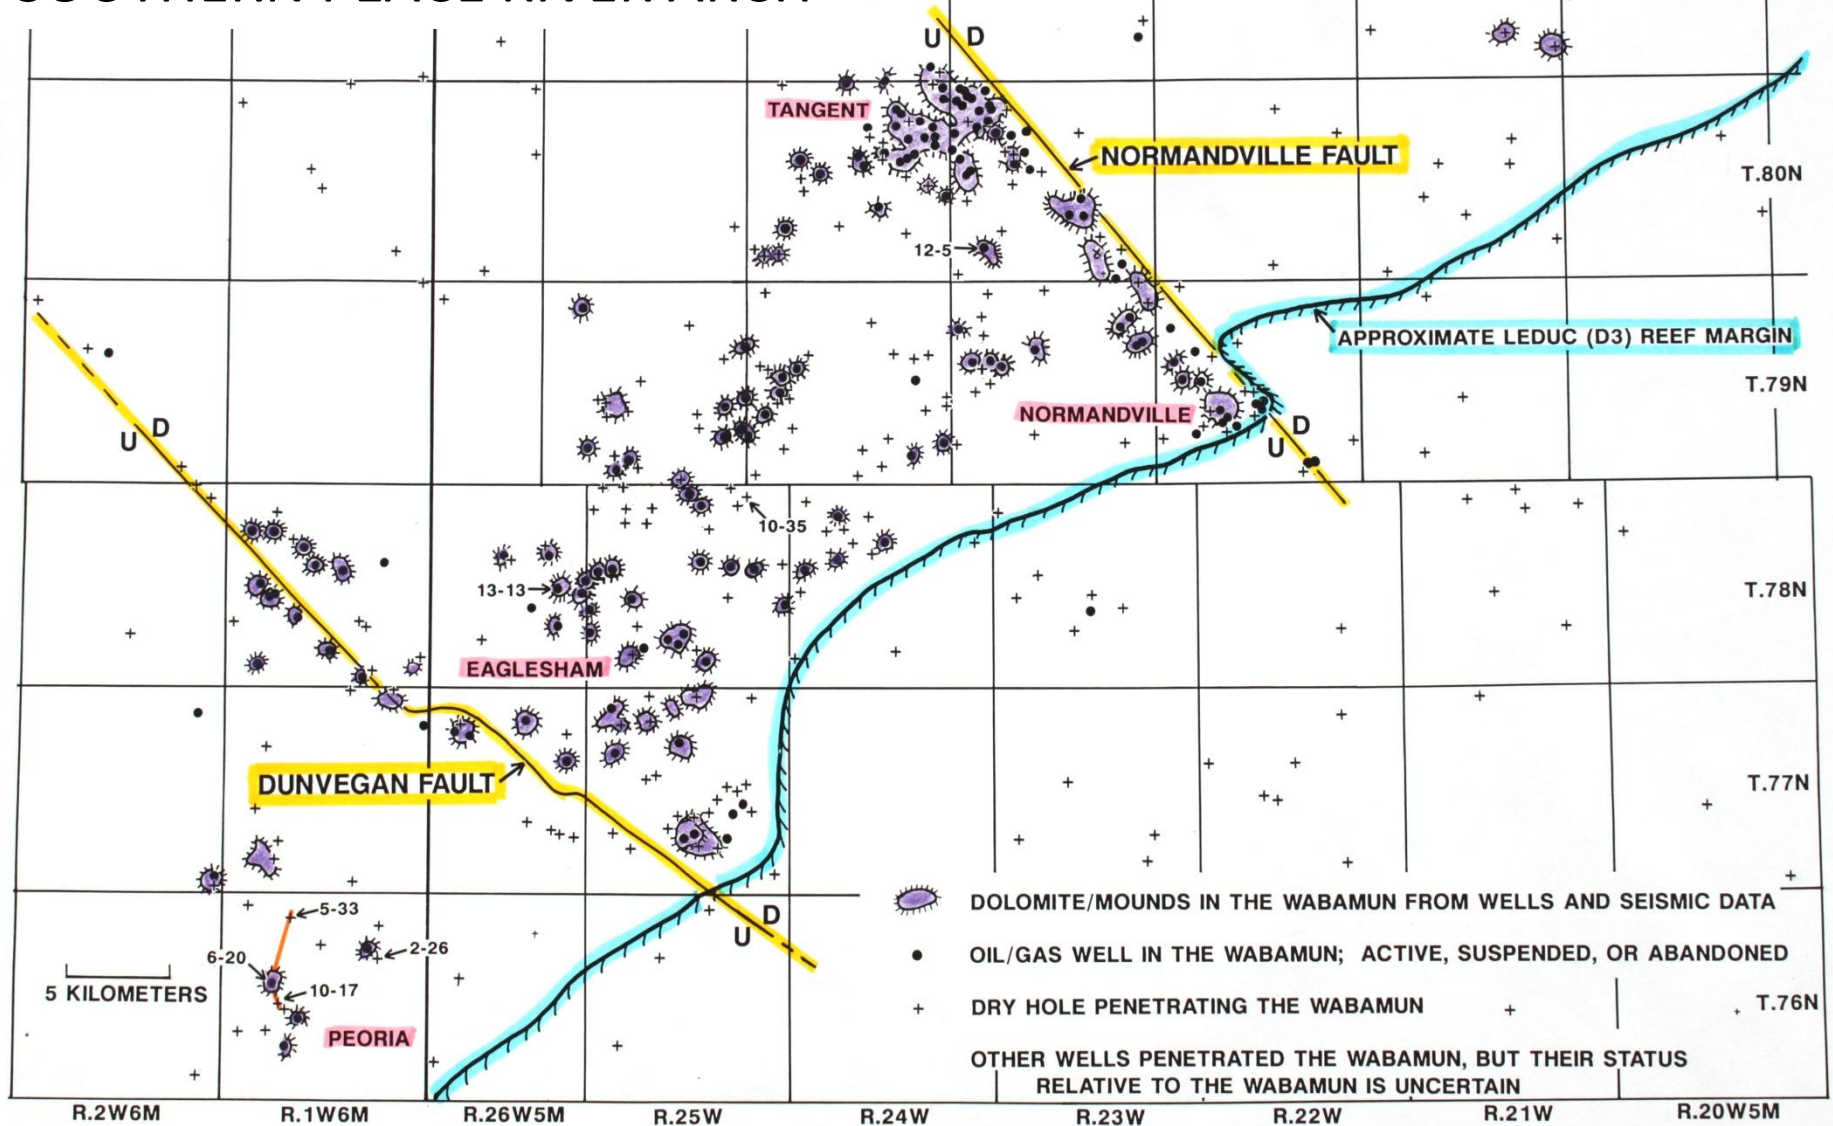 U D
TANGENT
NORMANDVILLE FAULT
T.80N
12-5
APPROXIMATE LEDUC (D3) REEF MARGIN
T.79N
NORMANDVILLE
U D
D
U
10-35
13-13
T.78N
EAGLESHAM
DUNVEGAN FAULT
T.77N
DOLOMITE/MOUNDS IN THE WABAMUN FROM WELLS AND SEISMIC DATA
5-33
D
U
2-26
6-20
OIL/GAS WELL IN THE WABAMUN; ACTIVE, SUSPENDED, OR ABANDONED
10-17
5 KILOMETERS
DRY HOLE PENETRATING THE WABAMUN
T.76N
PEORIA
OTHER WELLS PENETRATED THE WABAMUN, BUT THEIR STATUS
RELATIVE TO THE WABAMUN IS UNCERTAIN
R.2W6M R.1W6M R.26W5M R.25W R.24W R.23W R.22W R.21W R.20W5M